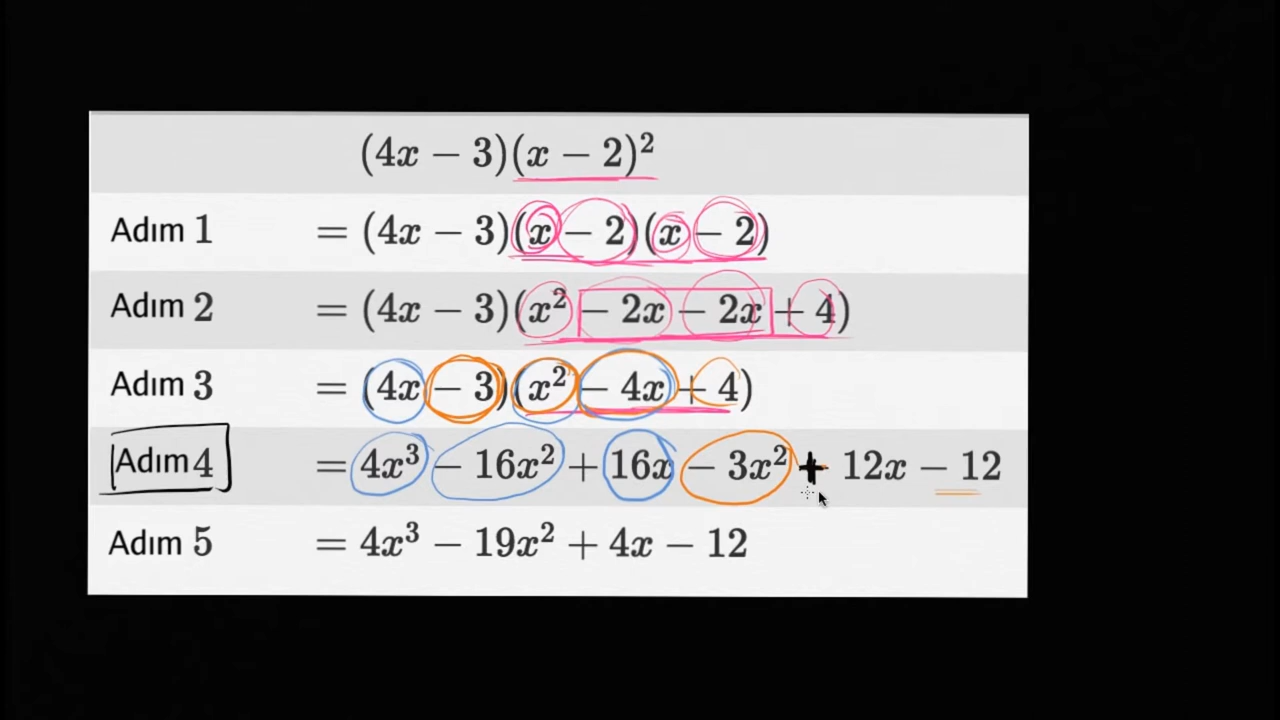 (4x − 3)(x − 2)²
Adım 1 = (4x − 3)(x − 2)(x − 2)
Adım 2 = (4x − 3)(x² − 2x − 2x + 4)
Adım 3 = (4x − 3)(x² − 4x + 4)
Adım 4 = 4x³ − 16x² + 16x − 3x² + 12x − 12
Adım 5 = 4x³ − 19x² + 4x − 12